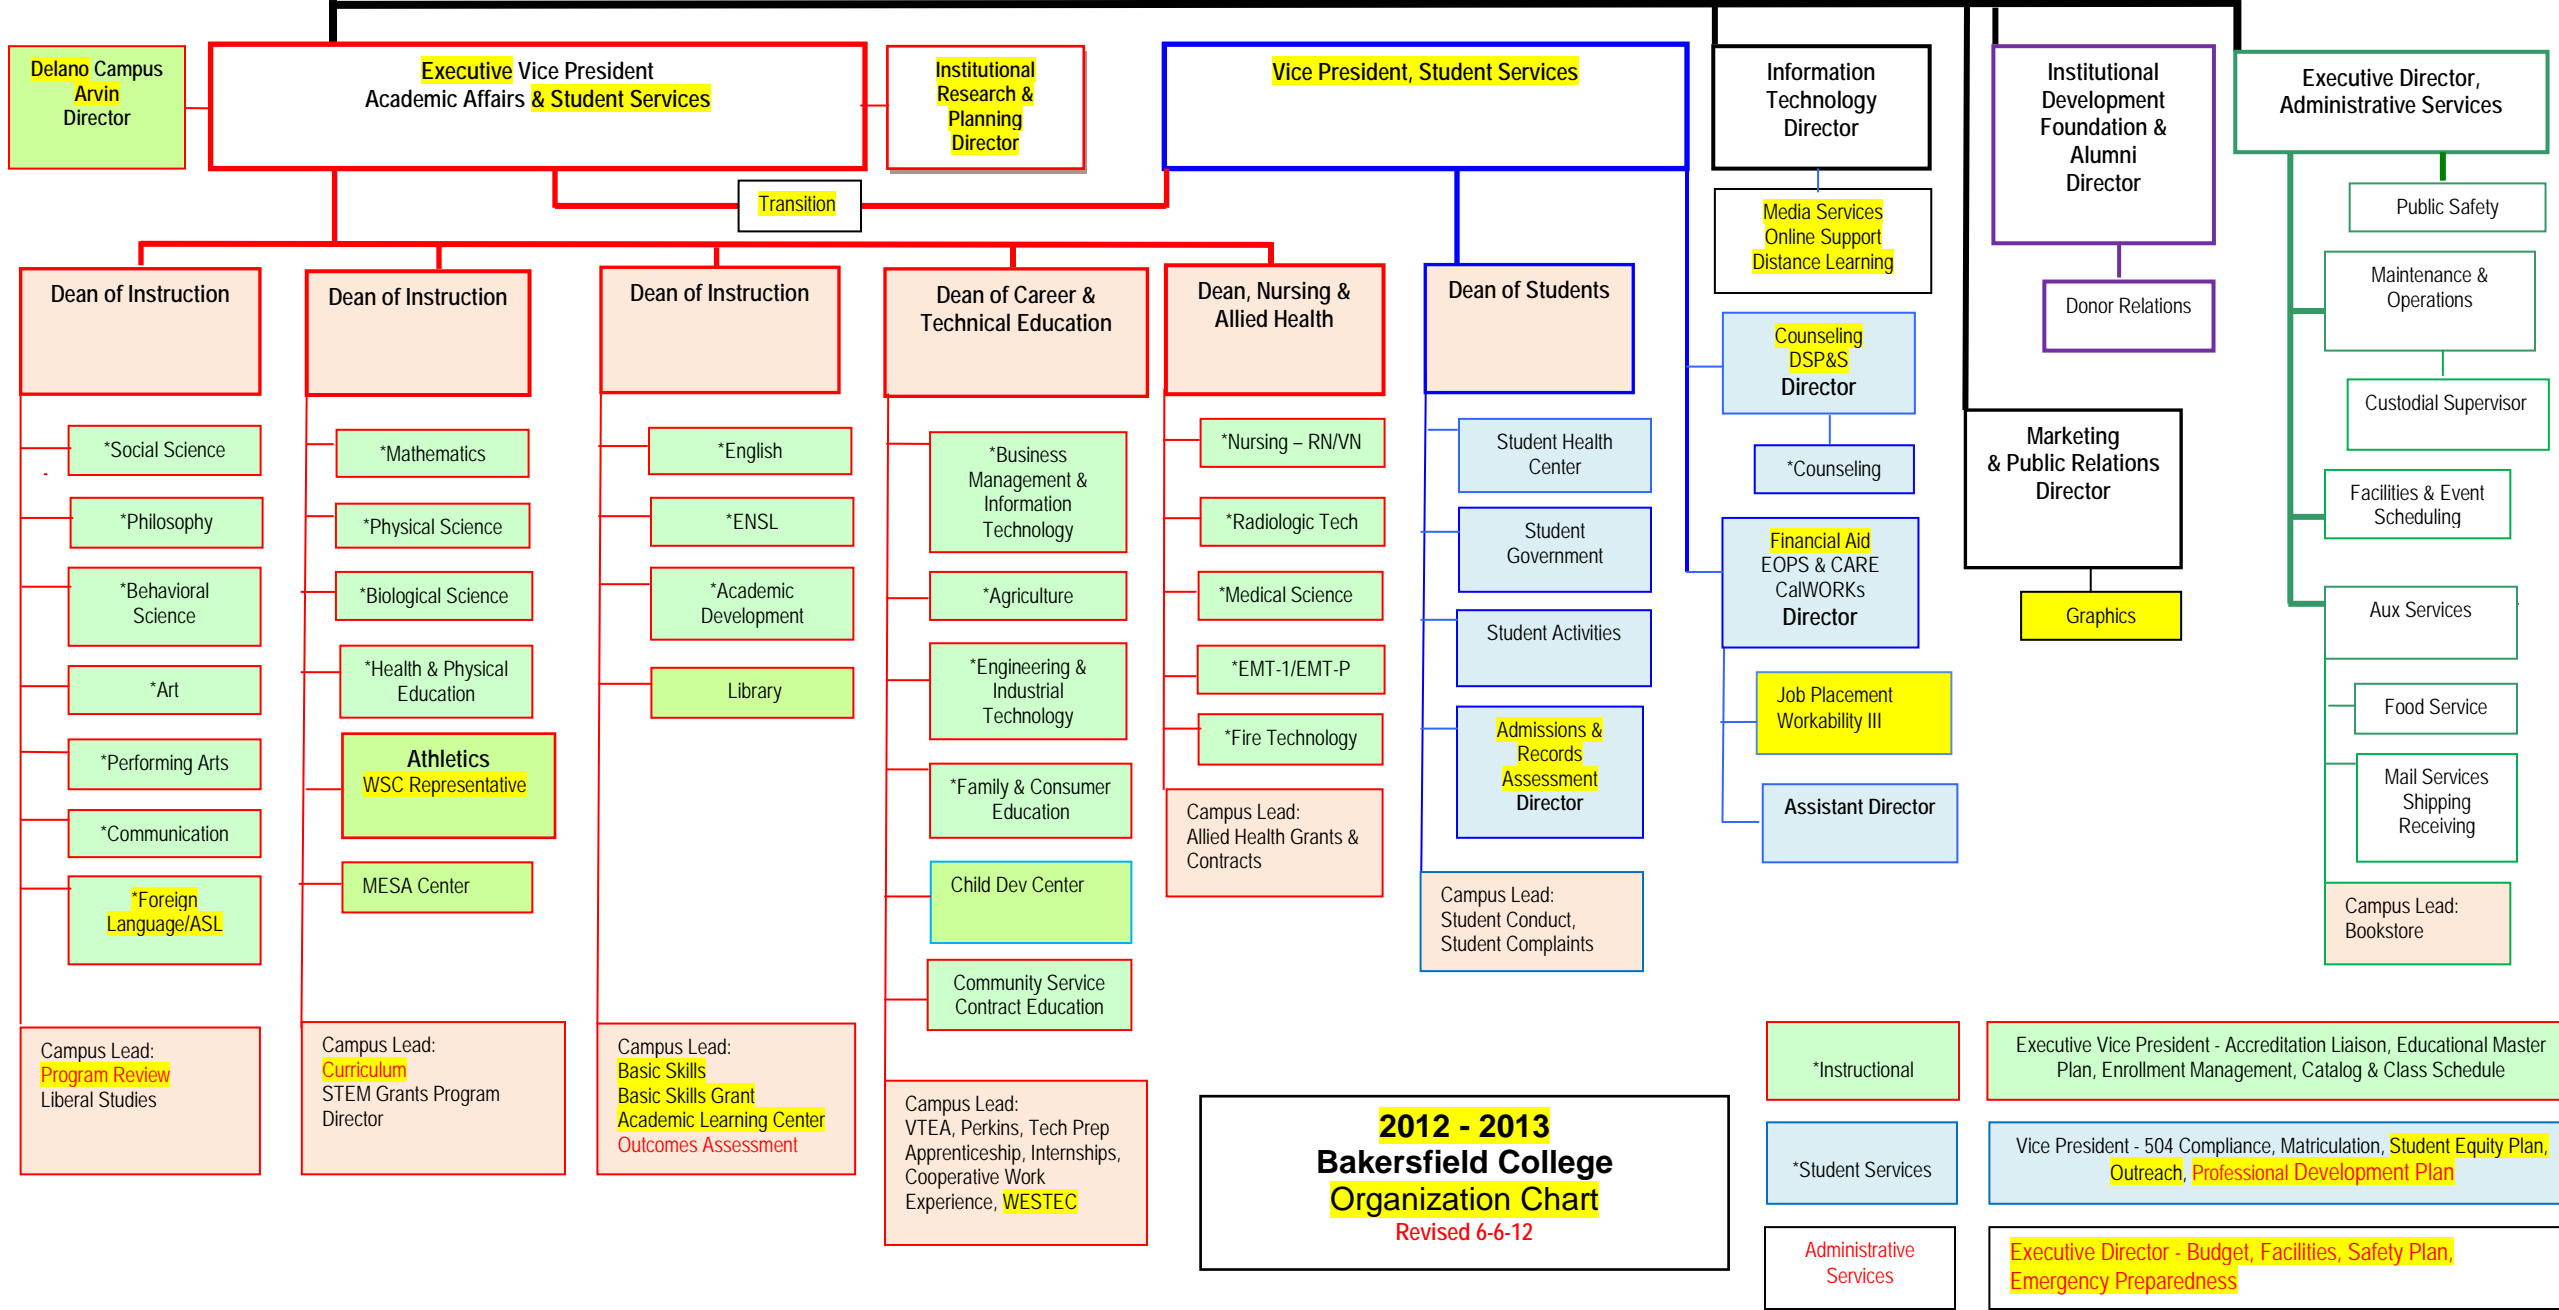 Delano Campus
Arvin
Director
Executive Vice President
Academic Affairs & Student Services
Institutional
Research &
Planning
Director
Vice President, Student Services
Information
Technology
Director
Institutional
Development
Foundation &
Alumni
Director
Executive Director,
Administrative Services
Transition
Media Services
Online Support
Distance Learning
Public Safety
Maintenance &
Operations
Donor Relations
Custodial Supervisor
Facilities & Event
Scheduling
Aux Services
Food Service
Mail Services
Shipping
Receiving
Campus Lead:
Bookstore
Marketing
& Public Relations
Director
Graphics
Dean of Instruction
*Social Science
*Philosophy
*Behavioral
Science
*Art
*Performing Arts
*Communication
*Foreign
Language/ASL
Campus Lead:
Program Review
Liberal Studies
Dean of Instruction
*Mathematics
*Physical Science
*Biological Science
*Health & Physical
Education
Athletics
WSC Representative
MESA Center
Campus Lead:
Curriculum
STEM Grants Program
Director
Dean of Instruction
*English
*ENSL
*Academic
Development
Library
Campus Lead:
Basic Skills
Basic Skills Grant
Academic Learning Center
Outcomes Assessment
Dean of Career &
Technical Education
*Business
Management &
Information
Technology
*Agriculture
*Engineering &
Industrial
Technology
*Family & Consumer
Education
Child Dev Center
Community Service
Contract Education
Campus Lead:
VTEA, Perkins, Tech Prep
Apprenticeship, Internships,
Cooperative Work
Experience, WESTEC
Dean, Nursing &
Allied Health
*Nursing – RN/VN
*Radiologic Tech
*Medical Science
*EMT-1/EMT-P
*Fire Technology
Campus Lead:
Allied Health Grants &
Contracts
Dean of Students
Student Health
Center
Student
Government
Student Activities
Admissions &
Records
Assessment
Director
Campus Lead:
Student Conduct,
Student Complaints
Counseling
DSP&S
Director
*Counseling
Financial Aid
EOPS & CARE
CalWORKs
Director
Job Placement
Workability III
Assistant Director
2012 - 2013
Bakersfield College
Organization Chart
Revised 6-6-12
*Instructional
Executive Vice President - Accreditation Liaison, Educational Master
Plan, Enrollment Management, Catalog & Class Schedule
*Student Services
Vice President - 504 Compliance, Matriculation, Student Equity Plan,
Outreach, Professional Development Plan
Administrative
Services
Executive Director - Budget, Facilities, Safety Plan,
Emergency Preparedness